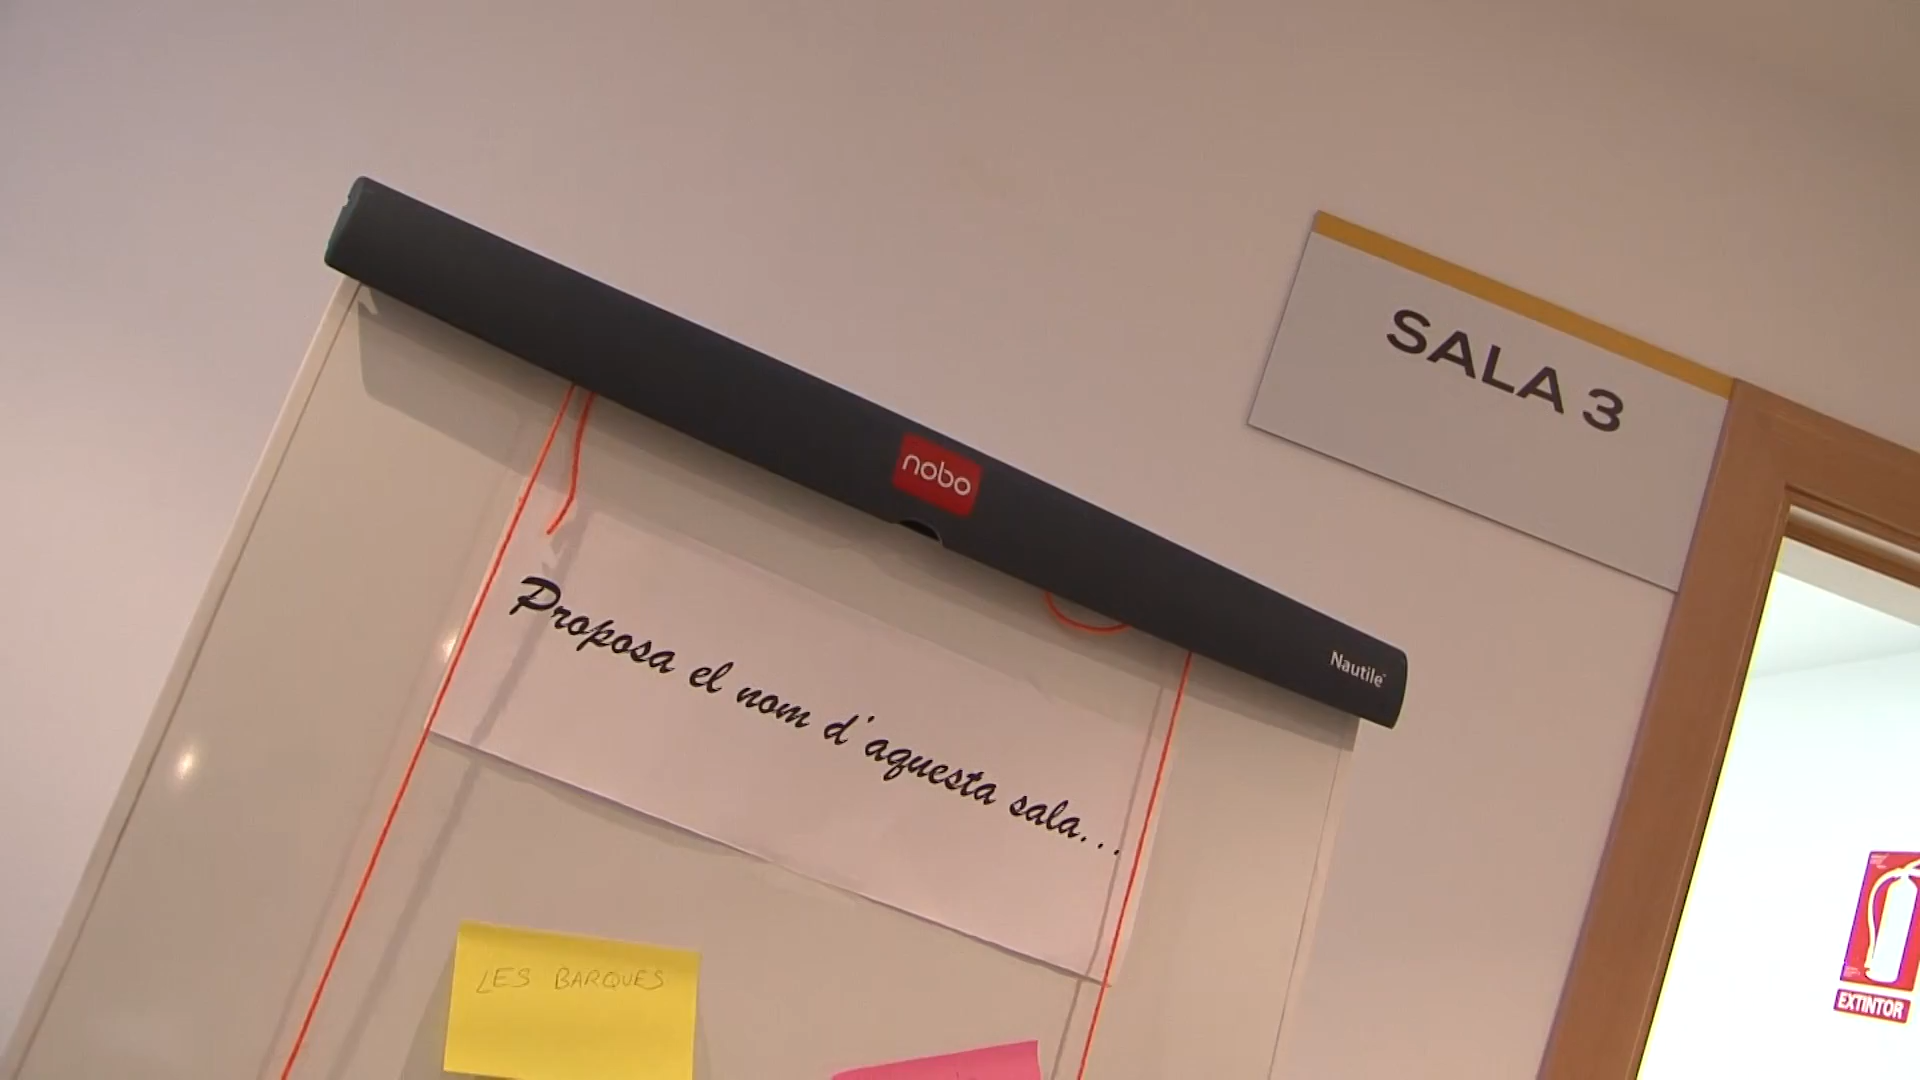 SALA 3
nobo
Nautile
Proposa el nom d'aquesta sala...
LES BARQUES
EXTINTOR